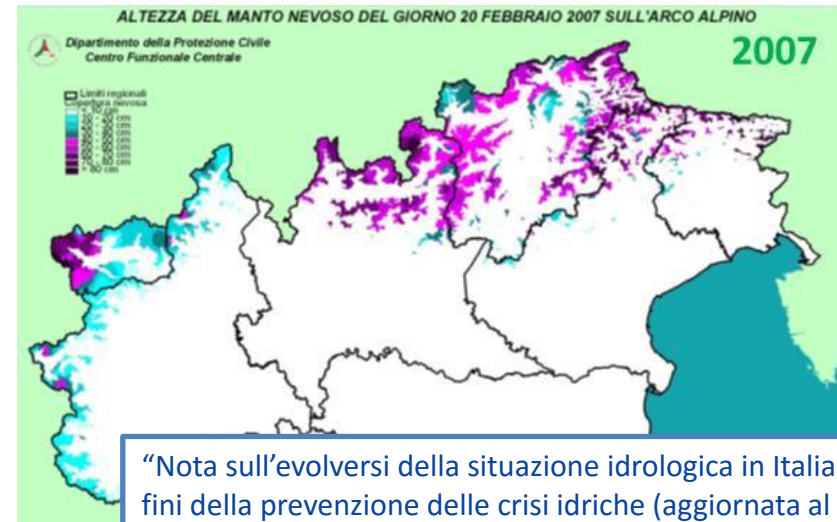 ALTEZZA DEL MANTO NEVOSO DEL GIORNO 20 FEBBRAIO 2007 SULL'ARCO ALPINO
Dipartimento della Protezione Civile
Centro Funzionale Centrale
2007
Limiti regionali
Copertura nevosa
> 80 cm
“Nota sull’evolversi della situazione idrologica in Italia
fini della prevenzione delle crisi idriche (aggiornata al